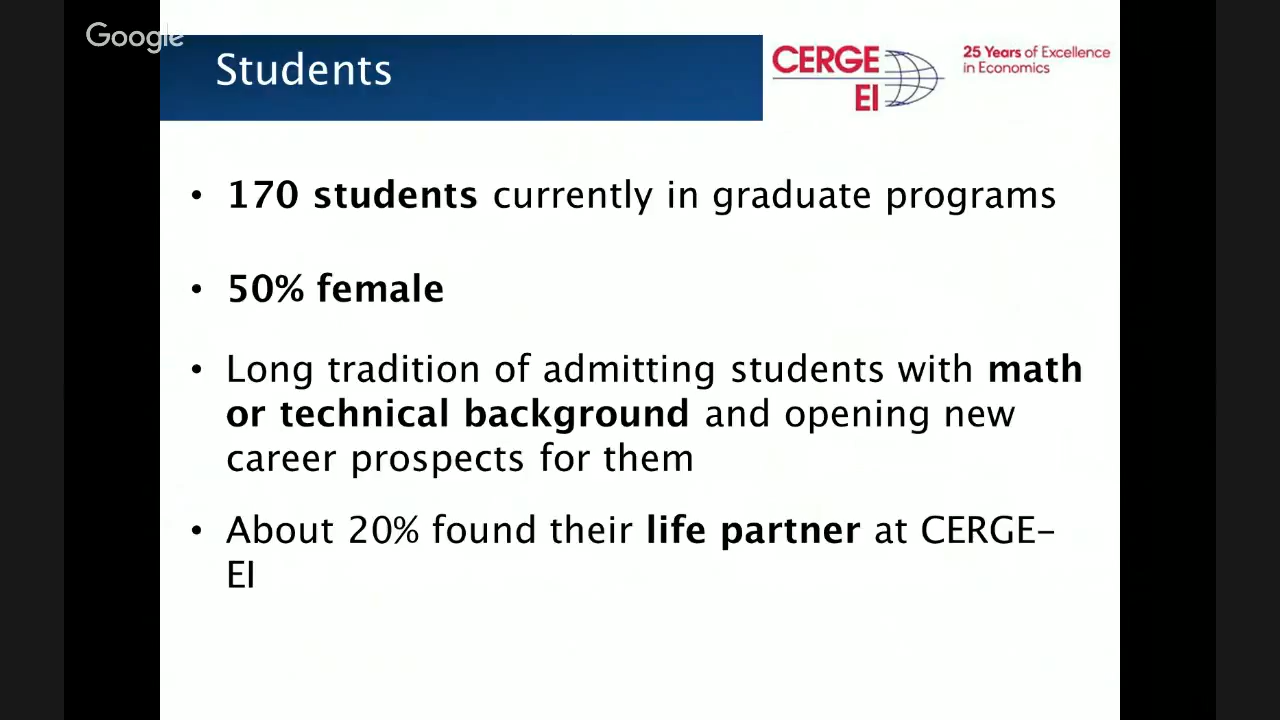 Google
Students
CERGE
EI
25 Years of Excellence
in Economics
• 170 students currently in graduate programs
• 50% female
• Long tradition of admitting students with math
or technical background and opening new
career prospects for them
• About 20% found their life partner at CERGE-
EI